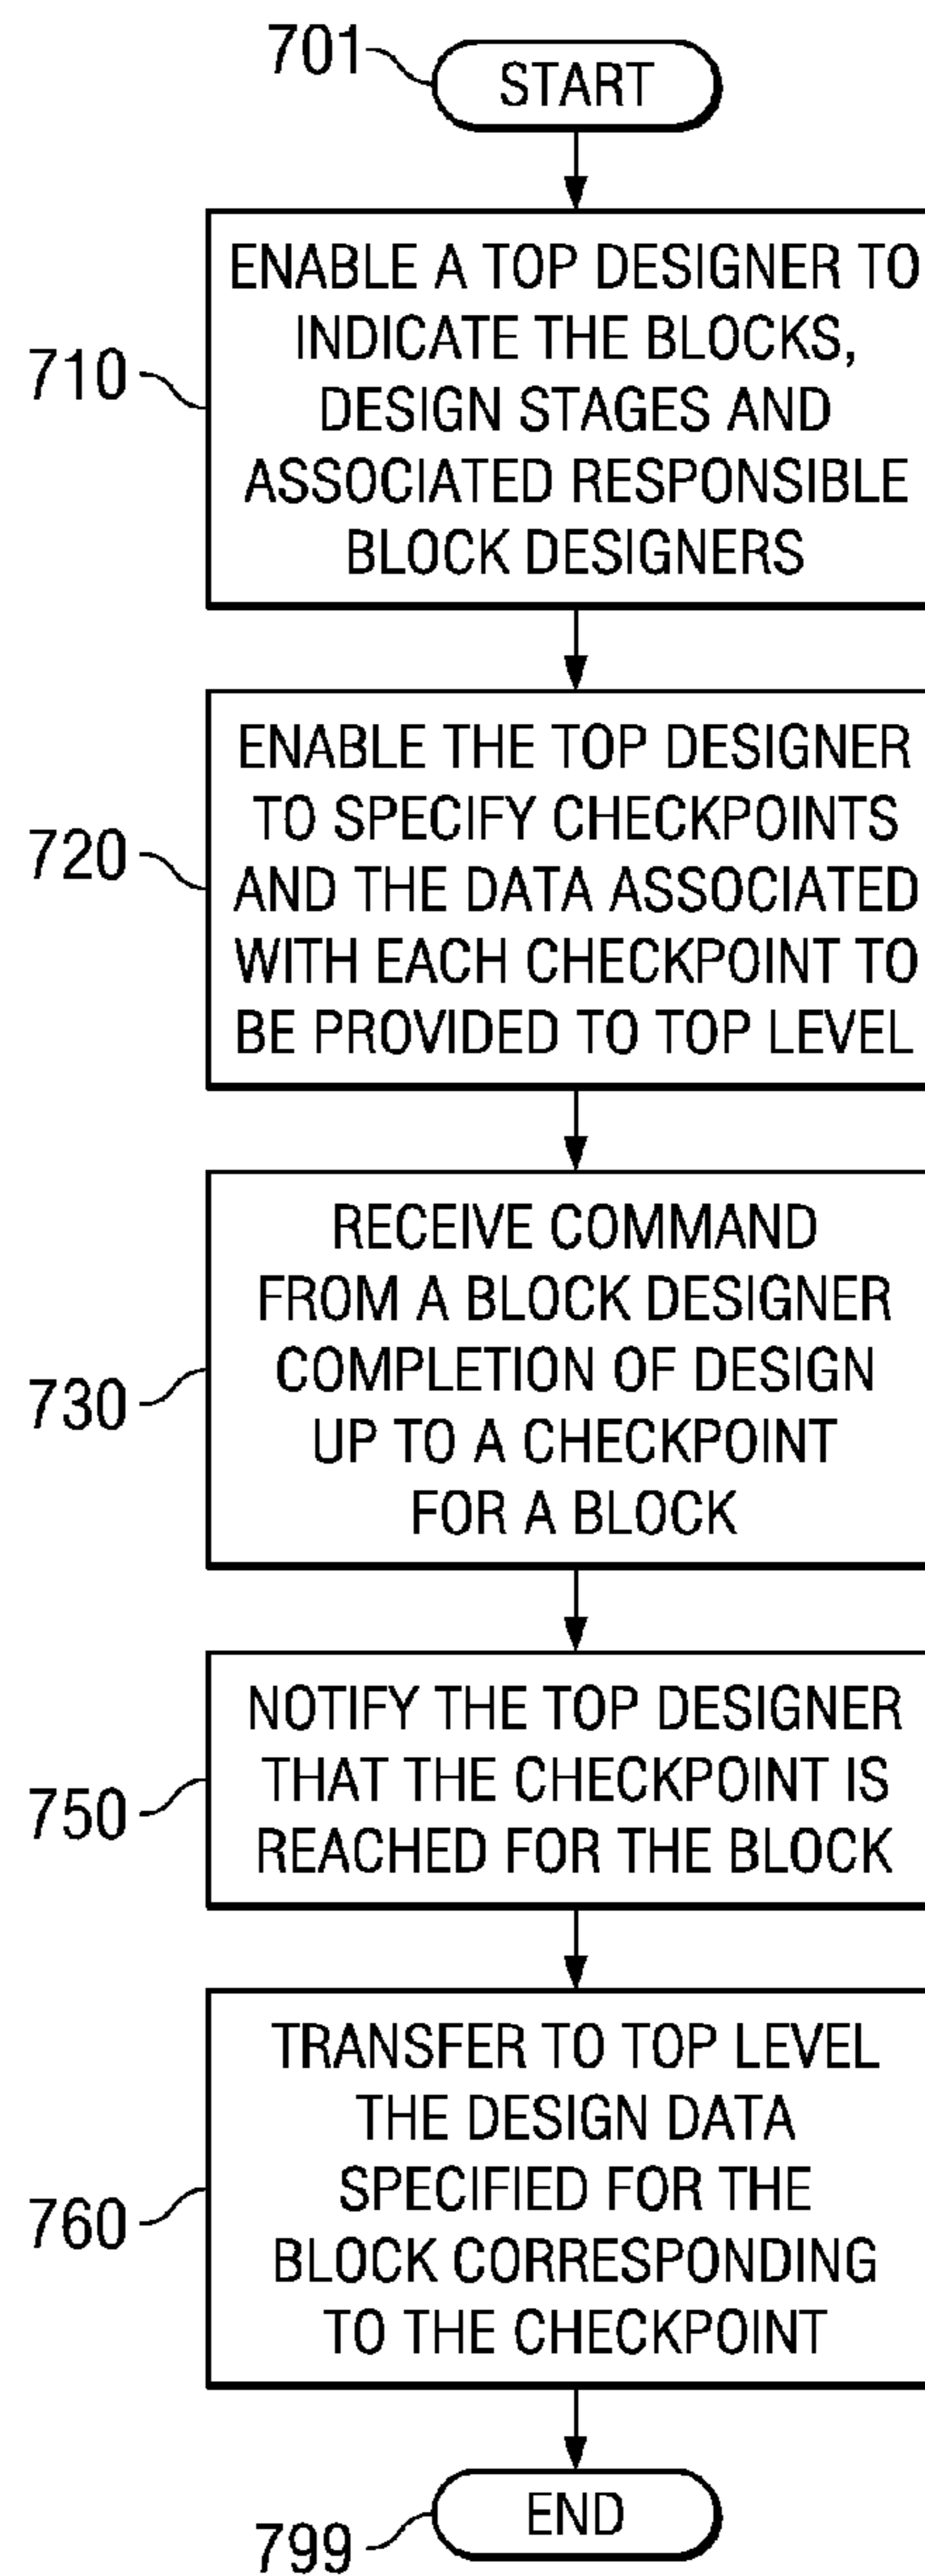 701
START
710
ENABLE A TOP DESIGNER TO
INDICATE THE BLOCKS,
DESIGN STAGES AND
ASSOCIATED RESPONSIBLE
BLOCK DESIGNERS
720
ENABLE THE TOP DESIGNER
TO SPECIFY CHECKPOINTS
AND THE DATA ASSOCIATED
WITH EACH CHECKPOINT TO
BE PROVIDED TO TOP LEVEL
730
RECEIVE COMMAND
FROM A BLOCK DESIGNER
COMPLETION OF DESIGN
UP TO A CHECKPOINT
FOR A BLOCK
750
NOTIFY THE TOP DESIGNER
THAT THE CHECKPOINT IS
REACHED FOR THE BLOCK
760
TRANSFER TO TOP LEVEL
THE DESIGN DATA
SPECIFIED FOR THE
BLOCK CORRESPONDING
TO THE CHECKPOINT
799
END